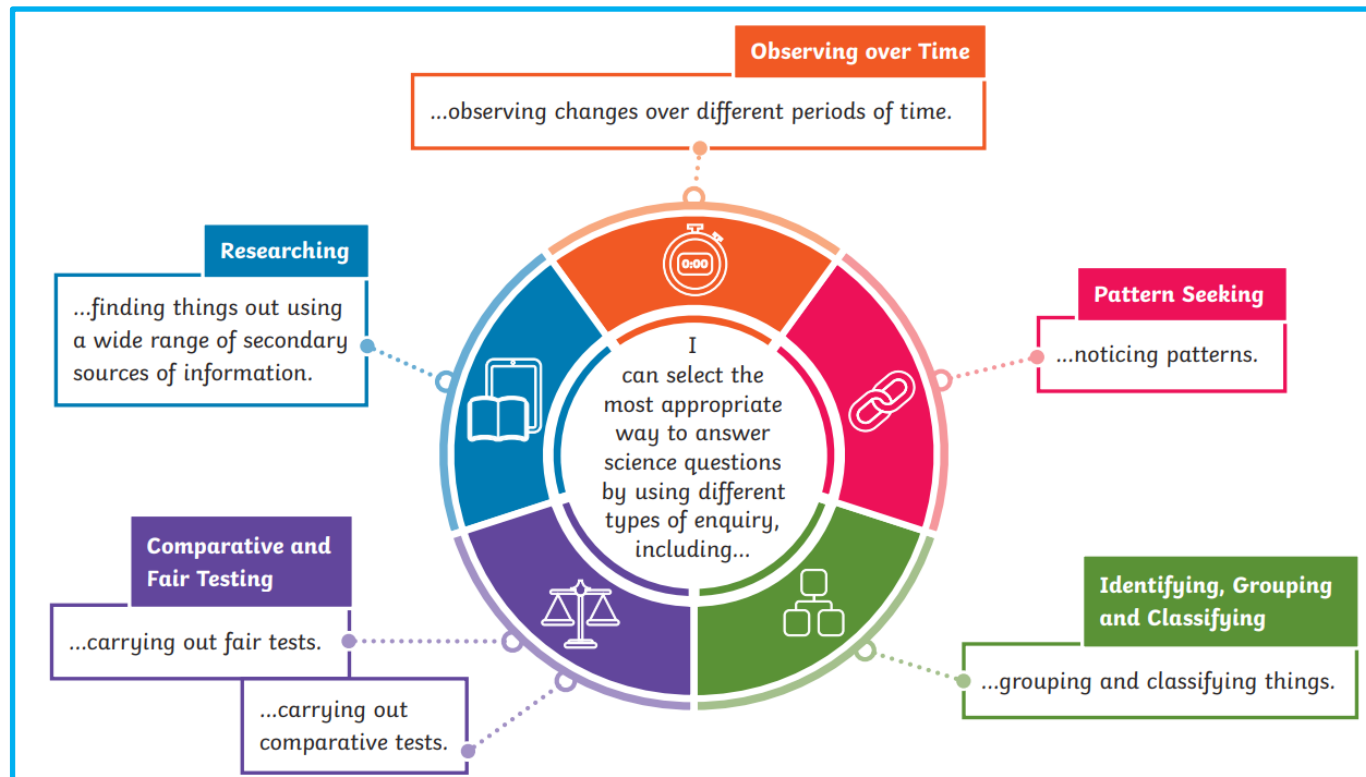 Observing over Time
...observing changes over different periods of time.
Researching
...finding things out using
a wide range of secondary
sources of information.
0:00
Pattern Seeking
...noticing patterns.
I
can select the
most appropriate
way to answer
science questions
by using different
types of enquiry,
including...
Comparative and
Fair Testing
...carrying out fair tests.
...carrying out
comparative tests.
Identifying, Grouping
and Classifying
...grouping and classifying things.